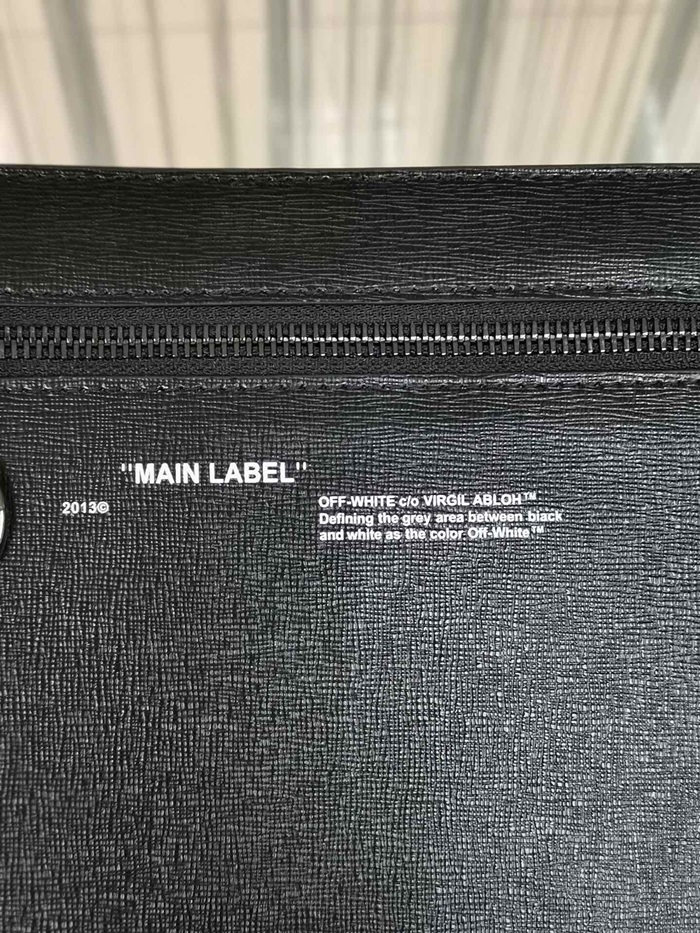 "MAIN LABEL"
2013©
OFF-WHITE c/o VIRGIL ABLOH™
Defining the grey area between black
and white as the color Off-White™